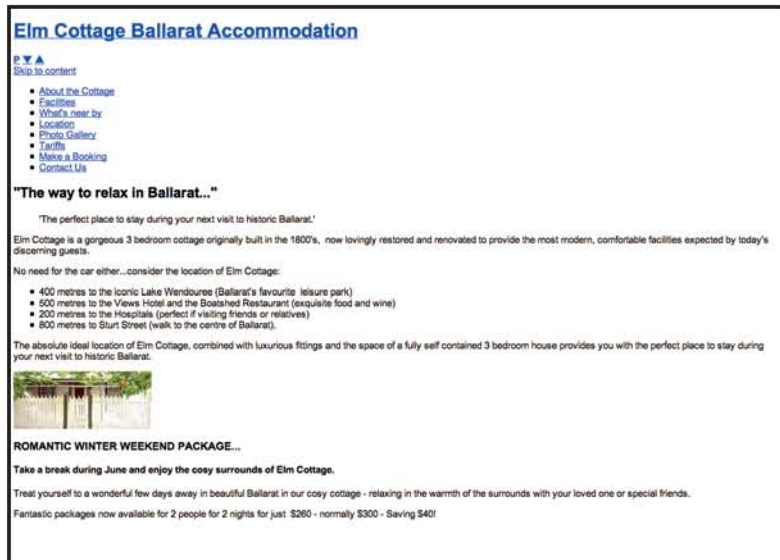 Elm Cottage Ballarat Accommodation
P ▼ ▲
Skip to content
About the Cottage
Facilities
What's near by
Location
Photo Gallery
Tariffs
Make a Booking
Contact Us
"The way to relax in Ballarat..."
'The perfect place to stay during your next visit to historic Ballarat.'
Elm Cottage is a gorgeous 3 bedroom cottage originally built in the 1800's, now lovingly restored and renovated to provide the most modern, comfortable facilities expected by today's
discerning guests.
No need for the car either...consider the location of Elm Cottage:
400 metres to the iconic Lake Wendouree (Ballarat's favourite leisure park)
500 metres to the Views Hotel and the Boatshed Restaurant (exquisite food and wine)
200 metres to the Hospitals (perfect if visiting friends or relatives)
800 metres to Sturt Street (walk to the centre of Ballarat).
The absolute ideal location of Elm Cottage, combined with luxurious fittings and the space of a fully self contained 3 bedroom house provides you with the perfect place to stay during
your next visit to historic Ballarat.
ROMANTIC WINTER WEEKEND PACKAGE...
Take a break during June and enjoy the cosy surrounds of Elm Cottage.
Treat yourself to a wonderful few days away in beautiful Ballarat in our cosy cottage - relaxing in the warmth of the surrounds with your loved one or special friends.
Fantastic packages now available for 2 people for 2 nights for just $260 - normally $300 - Saving $40!